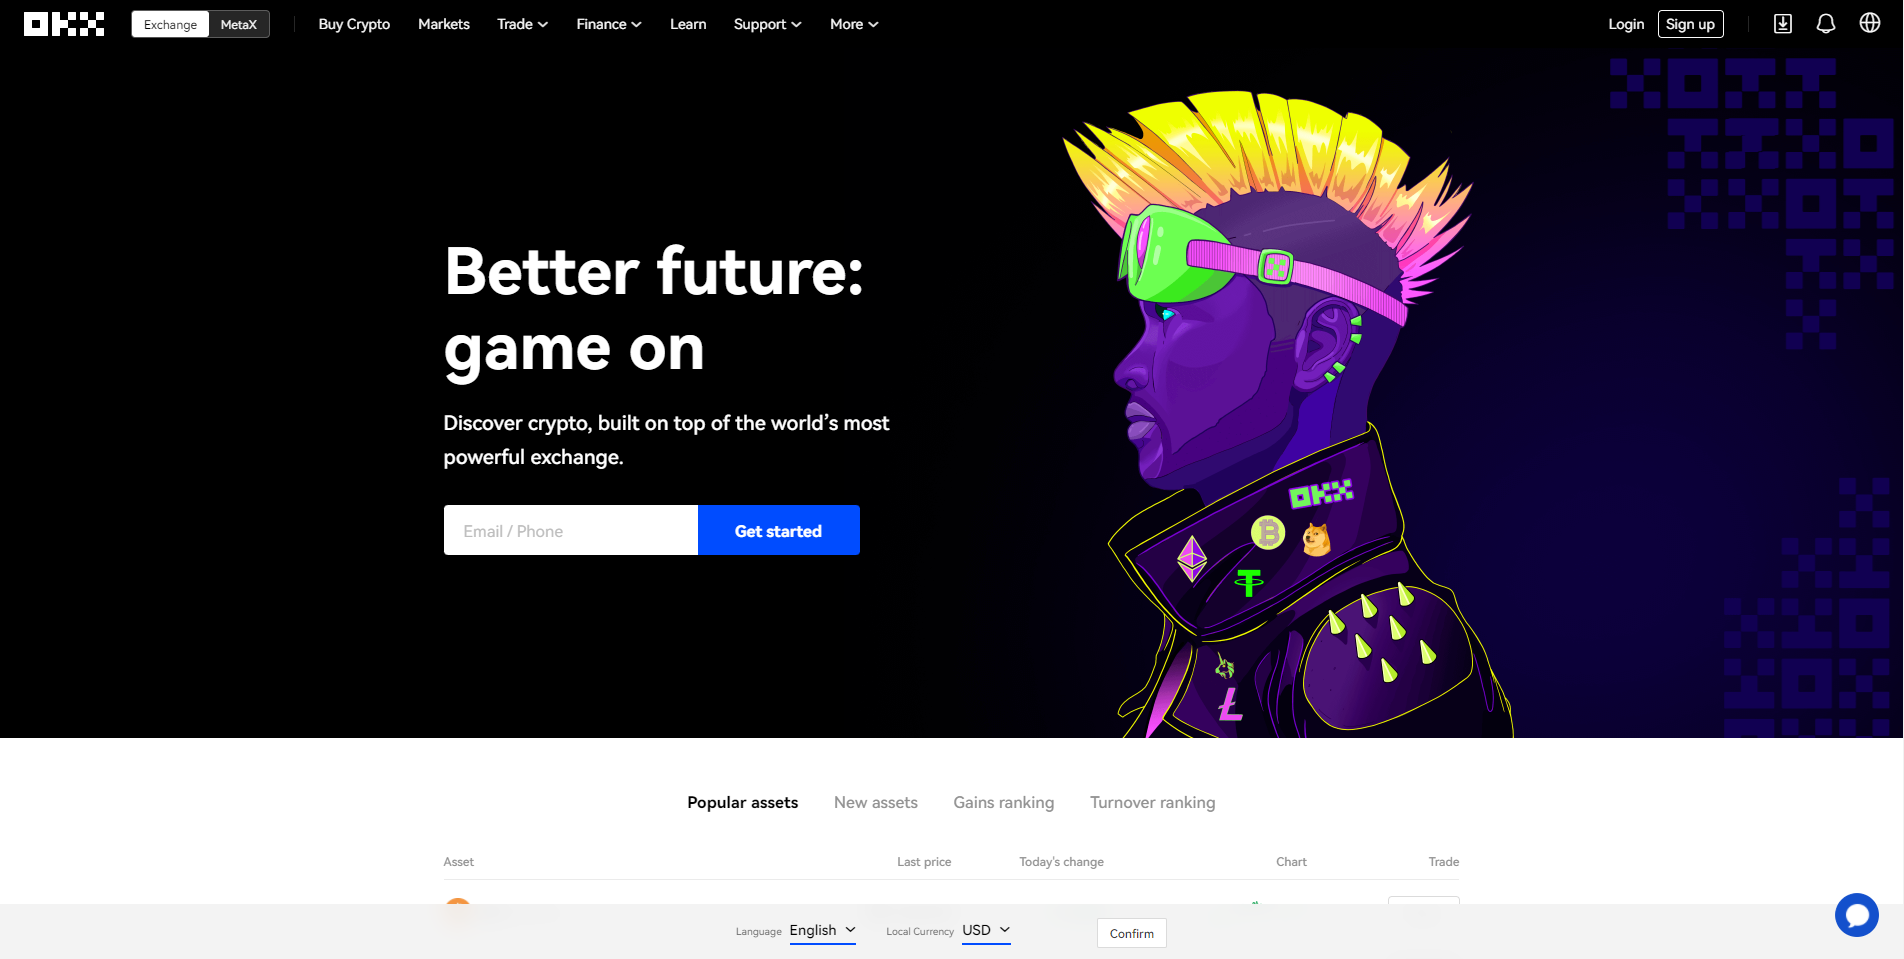 OKX
Exchange MetaX Buy Crypto Markets Trade Finance Learn Support More Login Sign up
Better future:
game on
Discover crypto, built on top of the world’s most
powerful exchange.
Email / Phone Get started
OKX
Popular assets New assets Gains ranking Turnover ranking
Asset Last price Today's change Chart Trade
Language English Local Currency USD Confirm